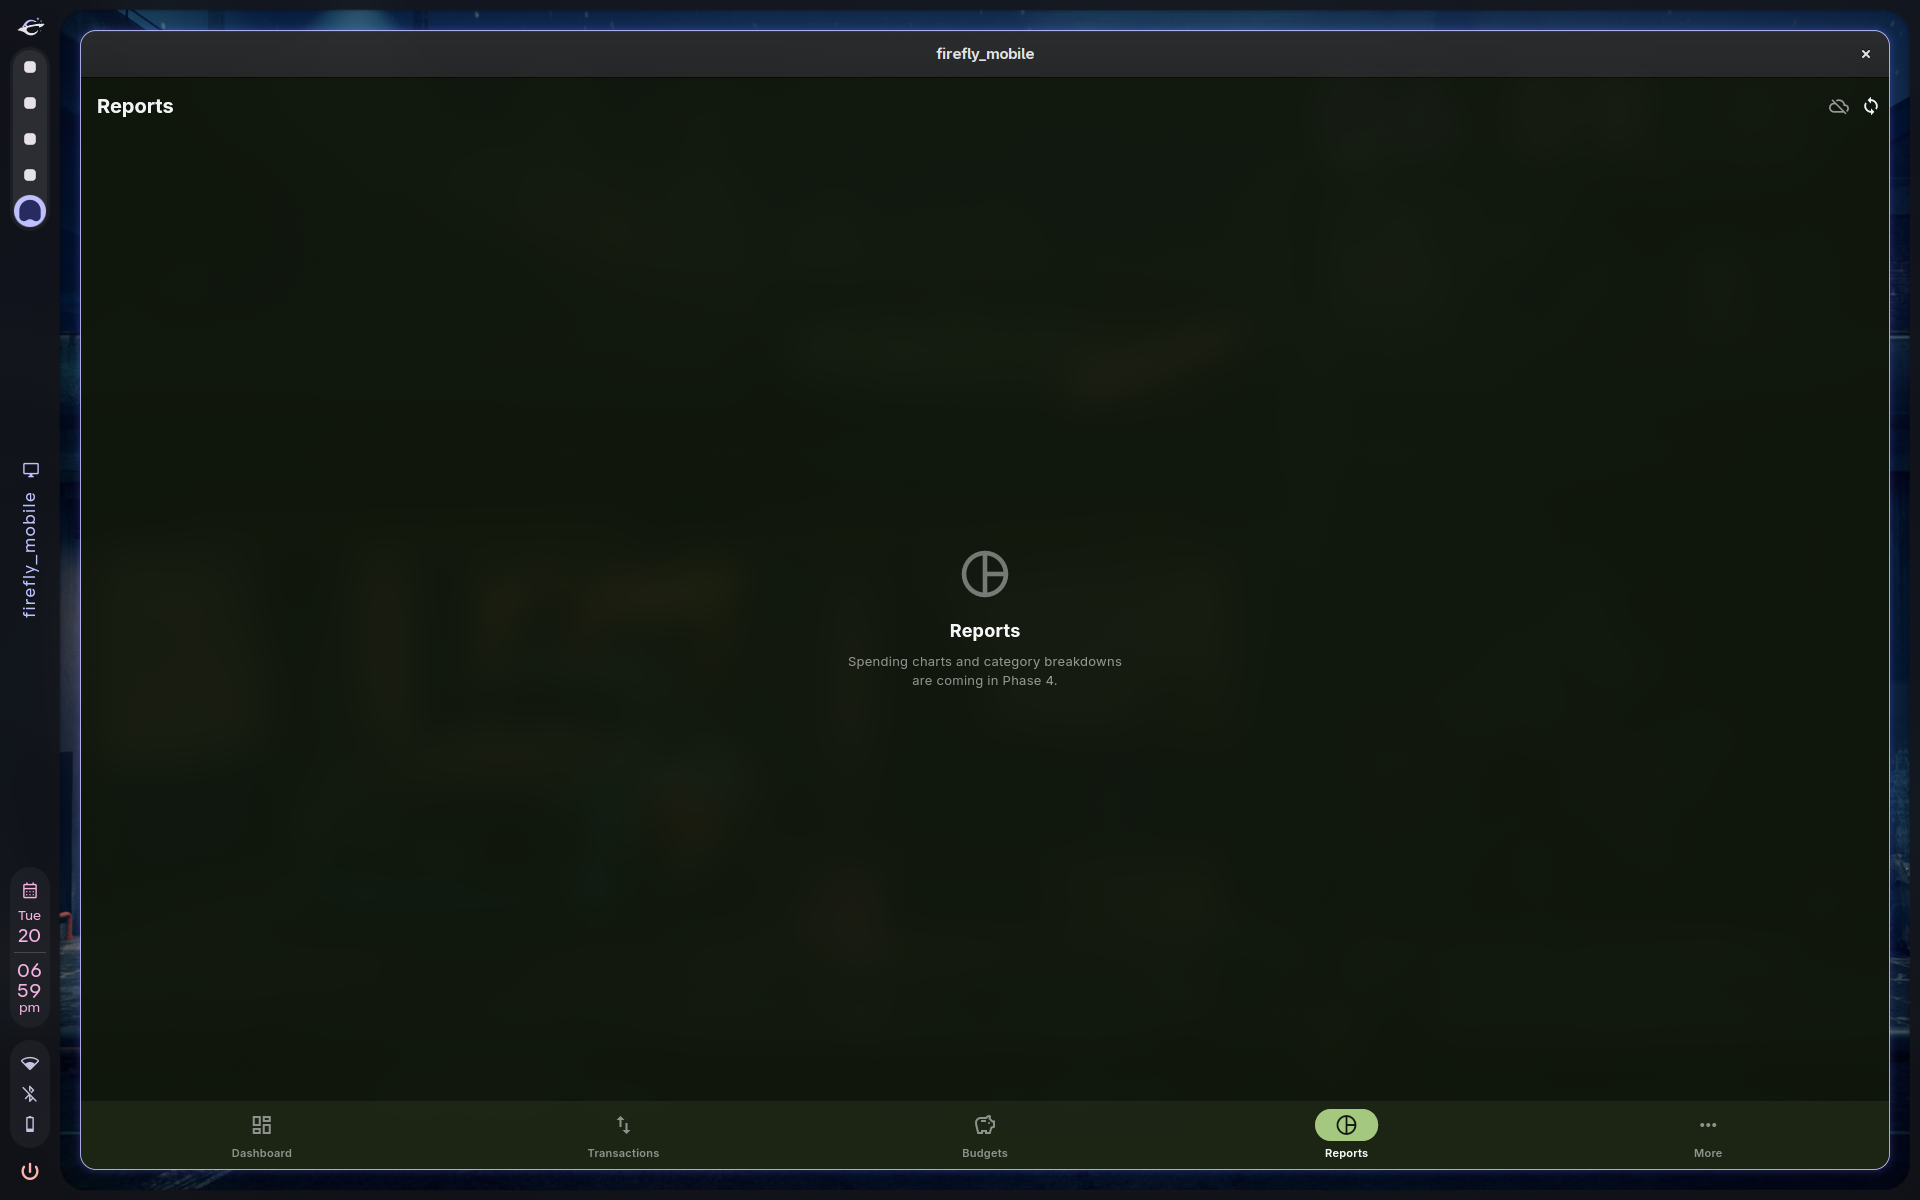 firefly_mobile
Reports
firefly_mobile
Reports
Spending charts and category breakdowns
are coming in Phase 4.
Tue
20
06
59
pm
Dashboard
Transactions
Budgets
Reports
More